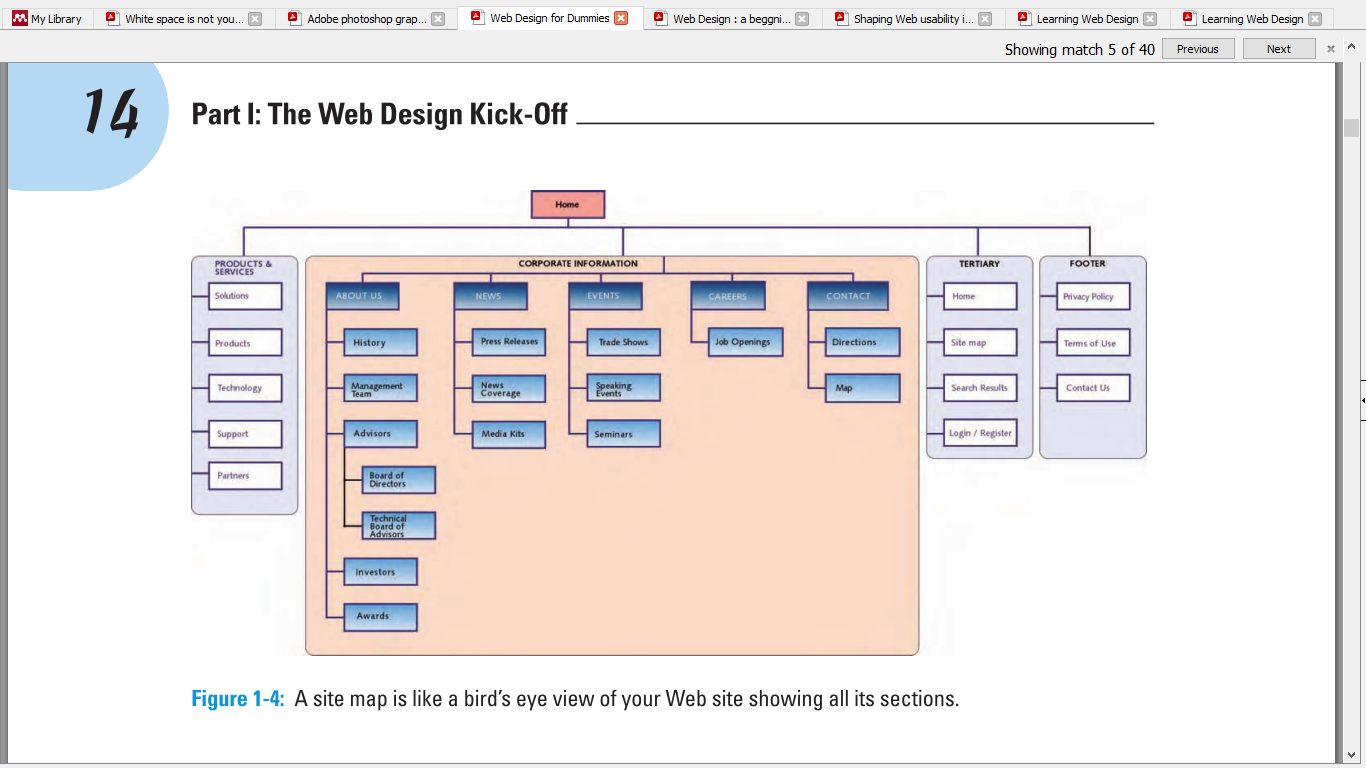 My Library
White space is not you...
Adobe photoshop grap...
Web Design for Dummies
Web Design : a beggni...
Shaping Web usability i...
Learning Web Design
Learning Web Design
Showing match 5 of 40
Previous
Next
14
Part I: The Web Design Kick-Off
Home
PRODUCTS &
SERVICES
Solutions
Products
Technology
Support
Partners
CORPORATE INFORMATION
ABOUT US
History
Management
Team
Advisors
Board of
Directors
Technical
Board of
Advisors
Investors
Awards
NEWS
Press Releases
News
Coverage
Media Kits
EVENTS
Trade Shows
Speaking
Events
Seminars
CAREERS
Job Openings
CONTACT
Directions
Map
TERTIARY
Home
Site map
Search Results
Login / Register
FOOTER
Privacy Policy
Terms of Use
Contact Us
Figure 1-4: A site map is like a bird's eye view of your Web site showing all its sections.